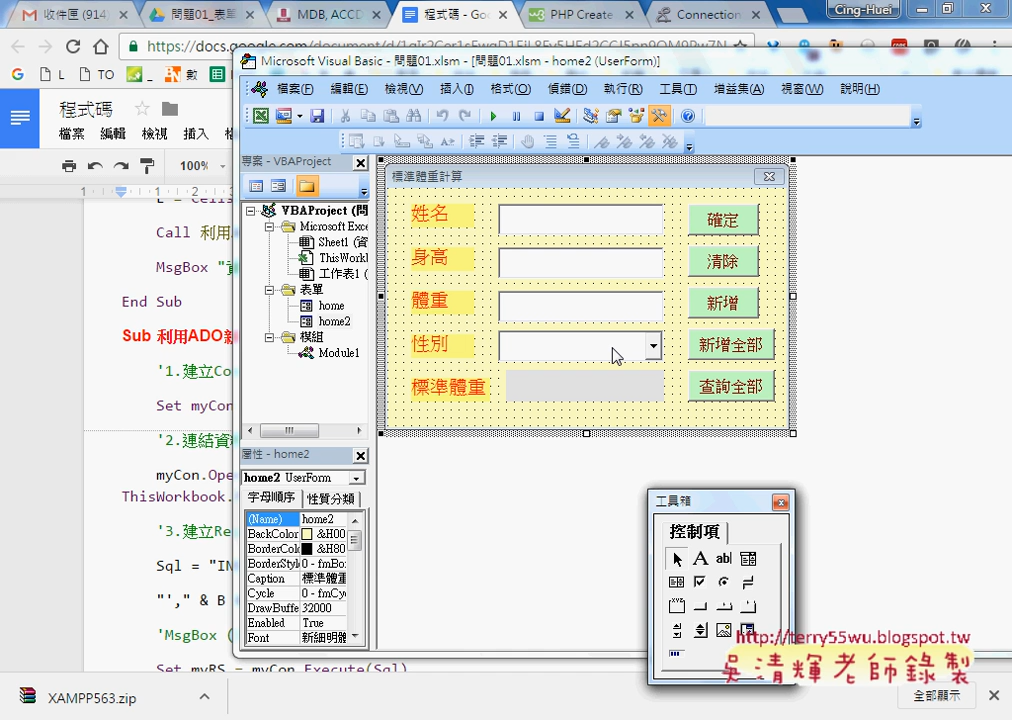 收件匣 (914
問題01_表單
MDB, ACCD
程式碼 - Goo
PHP Create
Connection
Cing-Huei
https://docs.google.com/document/d/
L
TO
數
程式碼
檔案 編輯 檢視 插入
100%
Call 利用
MsgBox "資
End Sub
Sub 利用ADO新
'1.建立Co
Set myCon
'2.連結資料
myCon.Ope
ThisWorkbook.
'3.建立Re
Sql = "IN
"'," & B
'MsgBox (
Set myRS = myCon.Execute(Sql)
Microsoft Visual Basic - 問題01.xlsm - [問題01.xlsm - home2 (UserForm)]
檔案(F) 編輯(E) 檢視(V) 插入(I) 格式(O) 偵錯(D) 執行(R) 工具(T) 增益集(A) 視窗(W) 說明(H)
專案 - VBAProject
VBAProject (問
Microsoft Exce
Sheet1 (資
ThisWorkl
工作表1 (
表單
home
home2
模組
Module1
屬性 - home2
home2 UserForm
字母順序 性質分類
(Name) home2
BackColor &H00
BorderColo &H80
BorderStyl 0 - fmBo
Caption 標準體重
Cycle 0 - fmCy
DrawBuffe 32000
Enabled True
Font 新細明體
標準體重計算
姓名 確定
身高 清除
體重 新增
性別 新增全部
標準體重 查詢全部
工具箱
控制項
http://terry55wu.blogspot.tw
吳清輝老師錄製
XAMPP563.zip
全部顯示